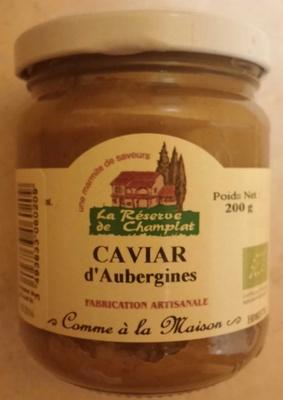 une marmite de saveurs
La Réserve
de Champlat
Poids Net :
200 g
CAVIAR
d'Aubergines
FABRICATION ARTISANALE
Comme à la Maison